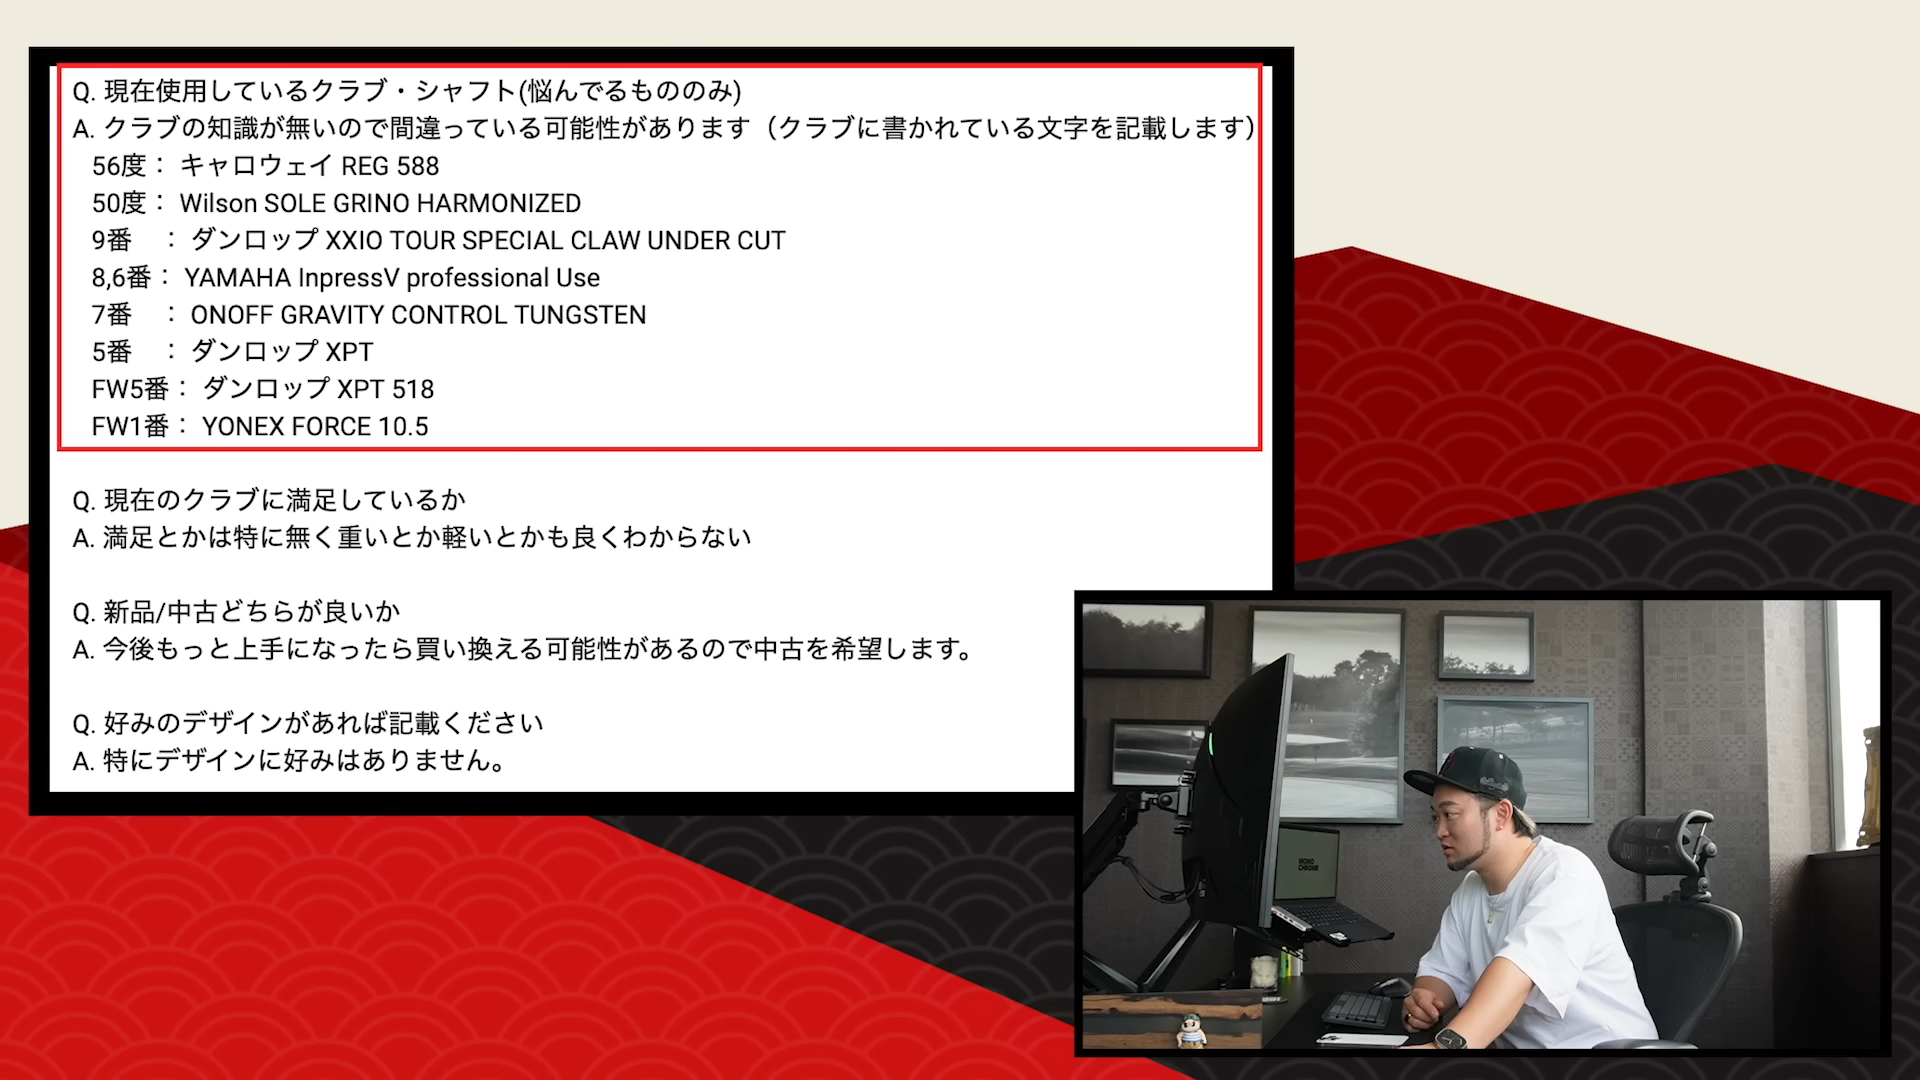 Q. 現在使用しているクラブ・シャフト(悩んでるもののみ)
A. クラブの知識が無いので間違っている可能性があります（クラブに書かれている文字を記載します）
56度： キャロウェイ REG 588
50度： Wilson SOLE GRINO HARMONIZED
9番　： ダンロップ XXIO TOUR SPECIAL CLAW UNDER CUT
8,6番： YAMAHA InpressV professional Use
7番　： ONOFF GRAVITY CONTROL TUNGSTEN
5番　： ダンロップ XPT
FW5番： ダンロップ XPT 518
FW1番： YONEX FORCE 10.5
Q. 現在のクラブに満足しているか
A. 満足とかは特に無く重いとか軽いとかも良くわからない
Q. 新品/中古どちらが良いか
A. 今後もっと上手になったら買い換える可能性があるので中古を希望します。
Q. 好みのデザインがあれば記載ください
A. 特にデザインに好みはありません。
MONO
CHROME